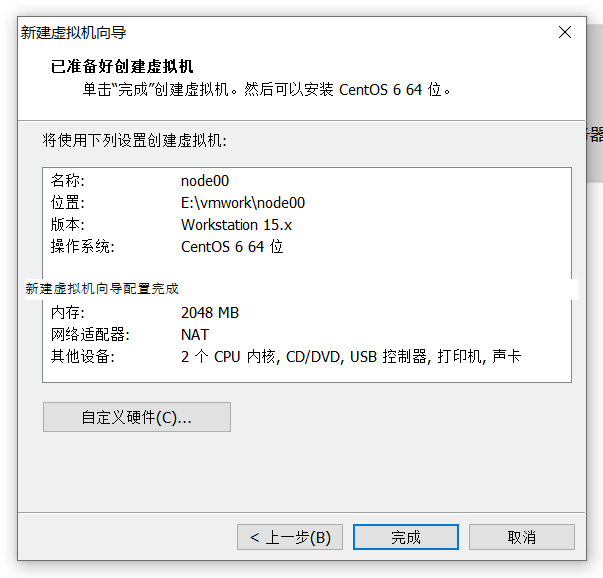 新建虚拟机向导
已准备好创建虚拟机
单击“完成”创建虚拟机。然后可以安装 CentOS 6 64 位。
器
将使用下列设置创建虚拟机:
名称: node00
位置: E:\vmwork\node00
版本: Workstation 15.x
操作系统: CentOS 6 64 位
新建虚拟机向导配置完成
内存: 2048 MB
网络适配器: NAT
其他设备: 2 个 CPU 内核, CD/DVD, USB 控制器, 打印机, 声卡
自定义硬件(C)...
< 上一步(B) 完成 取消